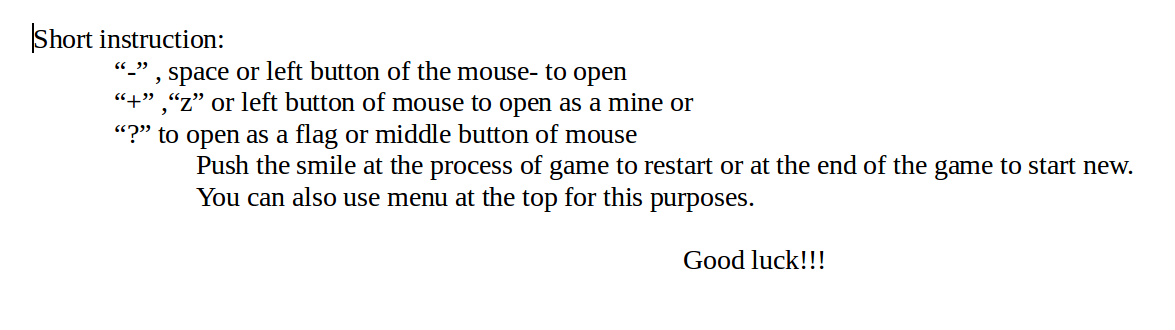 Short instruction:
“-” , space or left button of the mouse- to open
“+” ,“z” or left button of mouse to open as a mine or
“?” to open as a flag or middle button of mouse
Push the smile at the process of game to restart or at the end of the game to start new.
You can also use menu at the top for this purposes.
Good luck!!!